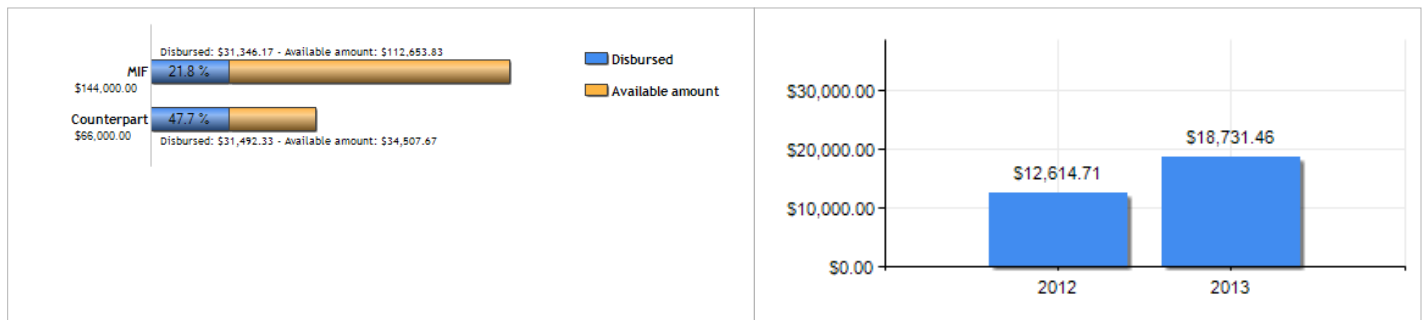 Disbursed: $31,346.17 - Available amount: $112,653.83
MIF
21.8 %
$144,000.00
Counterpart
47.7 %
$66,000.00
Disbursed: $31,492.33 - Available amount: $34,507.67
Disbursed
Available amount
$30,000.00
$20,000.00
$10,000.00
$0.00
$12,614.71
$18,731.46
2012
2013